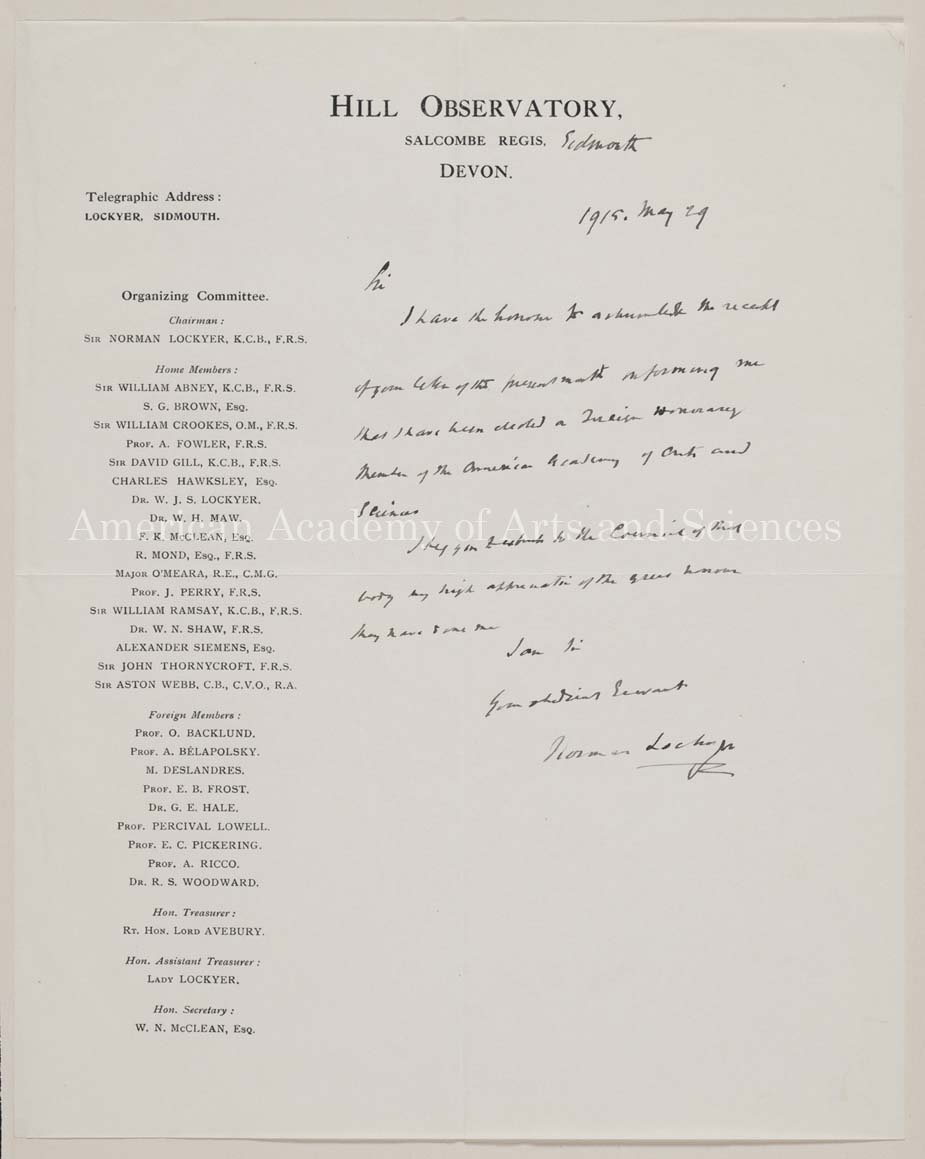 HILL OBSERVATORY,
SALCOMBE REGIS, Sidmouth
DEVON.
Telegraphic Address:
LOCKYER, SIDMOUTH.
1915. May 29
Organizing Committee.
Chairman:
SIR NORMAN LOCKYER, K.C.B., F.R.S.
Home Members:
SIR WILLIAM ABNEY, K.C.B., F.R.S.
S. G. BROWN, ESQ.
SIR WILLIAM CROOKES, O.M., F.R.S.
PROF. A. FOWLER, F.R.S.
SIR DAVID GILL, K.C.B., F.R.S.
CHARLES HAWKSLEY, ESQ.
DR. W. J. S. LOCKYER.
DR. W. H. MAW.
F. K. McCLEAN, ESQ.
R. MOND, ESQ., F.R.S.
MAJOR O'MEARA, R.E., C.M.G.
PROF. J. PERRY, F.R.S.
SIR WILLIAM RAMSAY, K.C.B., F.R.S.
DR. W. N. SHAW, F.R.S.
ALEXANDER SIEMENS, ESQ.
SIR JOHN THORNYCROFT, F.R.S.
SIR ASTON WEBB, C.B., C.V.O., R.A.
Foreign Members:
PROF. O. BACKLUND.
PROF. A. BÉLAPOLSKY.
M. DESLANDRES.
PROF. E. B. FROST.
DR. G. E. HALE.
PROF. PERCIVAL LOWELL.
PROF. E. C. PICKERING.
PROF. A. RICCO.
DR. R. S. WOODWARD.
Hon. Treasurer:
RT. HON. LORD AVEBURY.
Hon. Assistant Treasurer:
LADY LOCKYER.
Hon. Secretary:
W. N. McCLEAN, ESQ.
Sir
I have the honour to acknowledge the receipt
of your letter of the present month informing me
that I have been elected a Foreign Honorary
Member of the American Academy of Arts and
Sciences
I beg you to the Council of that
body my high appreciation of the great honour
they have done me
I am Sir
Your obedient Servant
Norman Lockyer
American Academy of Arts and Sciences